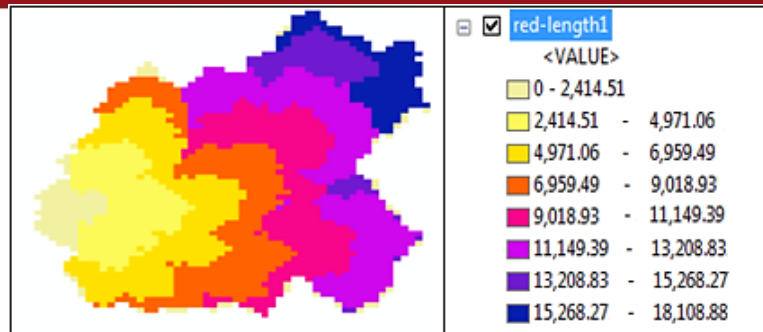 red-length1
<VALUE>
0 - 2,414.51
2,414.51 - 4,971.06
4,971.06 - 6,959.49
6,959.49 - 9,018.93
9,018.93 - 11,149.39
11,149.39 - 13,208.83
13,208.83 - 15,268.27
15,268.27 - 18,108.88